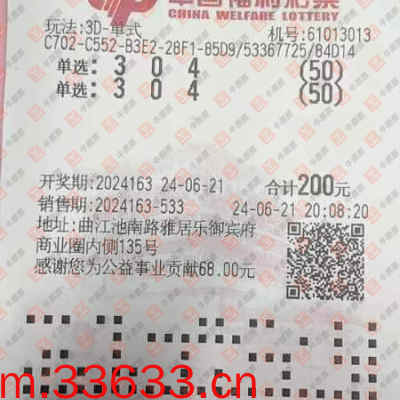 中国福利彩票
CHINA WELFARE LOTTERY
玩法:3D-单式 机号:61013013
C702-C552-B3E2-28F1-85D9/53367725/84D14
单选: 3 0 4 (50)
单选: 3 0 4 (50)
开奖期:2024163 24-06-21 合计200元
销售期:2024163-533 24-06-21 20:08:20
地址:曲江池南路雅居乐御宾府
商业圈内侧135号
感谢您为公益事业贡献68.00元
m.33633.cn